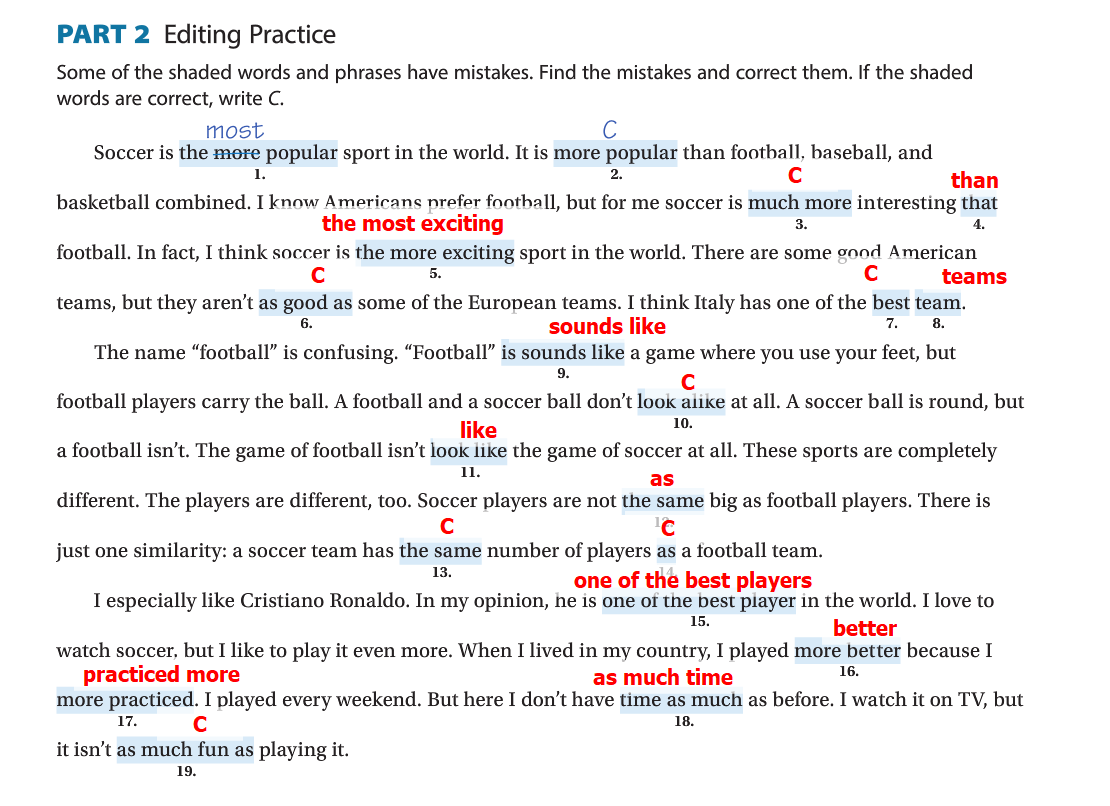 PART 2 Editing Practice
Some of the shaded words and phrases have mistakes. Find the mistakes and correct them. If the shaded
words are correct, write C.
most C
Soccer is the more popular sport in the world. It is more popular than football, baseball, and
1. 2. C than
basketball combined. I know Americans prefer football, but for me soccer is much more interesting that
the most exciting 3. 4.
football. In fact, I think soccer is the more exciting sport in the world. There are some good American
C 5. C teams
teams, but they aren't as good as some of the European teams. I think Italy has one of the best team.
6. sounds like 7. 8.
The name "football" is confusing. "Football" is sounds like a game where you use your feet, but
9. C
football players carry the ball. A football and a soccer ball don't look alike at all. A soccer ball is round, but
like 10.
a football isn't. The game of football isn't look like the game of soccer at all. These sports are completely
11. as
different. The players are different, too. Soccer players are not the same big as football players. There is
C 12. C
just one similarity: a soccer team has the same number of players as a football team.
13. 14. one of the best players
I especially like Cristiano Ronaldo. In my opinion, he is one of the best player in the world. I love to
15. better
watch soccer, but I like to play it even more. When I lived in my country, I played more better because I
practiced more as much time 16.
more practiced. I played every weekend. But here I don't have time as much as before. I watch it on TV, but
17. C 18.
it isn't as much fun as playing it.
19.